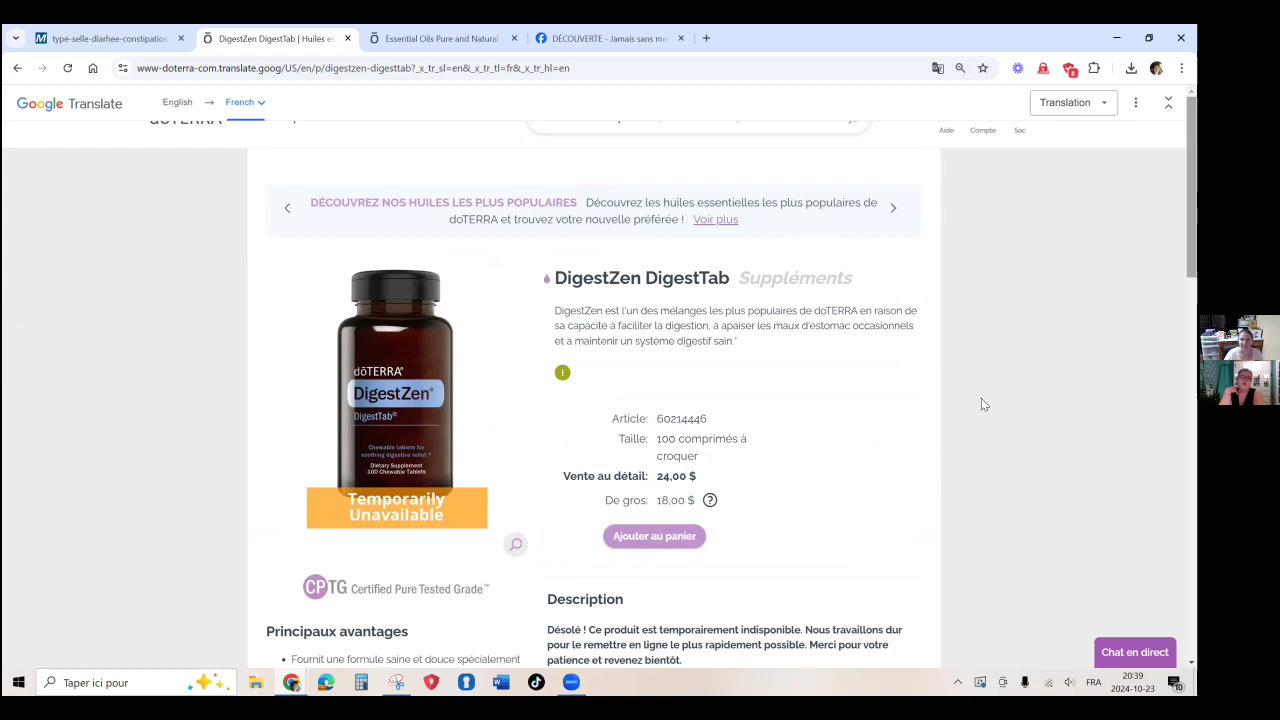 type-selle-diarhee-constipation
DigestZen DigestTab | Huiles es
Essential Oils Pure and Natural
DÉCOUVERTE - Jamais sans me
www-doterra-com.translate.goog/US/en/p/digestzen-digesttab?_x_tr_sl=en&_x_tr_tl=fr&_x_tr_hl=en
Google Translate
English → French
Translation
Aide Compte Sac
DÉCOUVREZ NOS HUILES LES PLUS POPULAIRES Découvrez les huiles essentielles les plus populaires de
doTERRA et trouvez votre nouvelle préférée ! Voir plus
DigestZen DigestTab Suppléments
DigestZen est l'un des mélanges les plus populaires de doTERRA en raison de
sa capacité à faciliter la digestion, à apaiser les maux d'estomac occasionnels
et à maintenir un système digestif sain.*
I
dōTERRA®
DigestZen®
DigestTab®
Chewable tablets for
soothing digestive relief.*
Dietary Supplement
100 Chewable Tablets
Temporarily
Unavailable
Article: 60214446
Taille: 100 comprimés à
croquer
Vente au détail: 24,00 $
De gros: 18,00 $
Ajouter au panier
CPTG Certified Pure Tested Grade™
Description
Désolé ! Ce produit est temporairement indisponible. Nous travaillons dur
pour le remettre en ligne le plus rapidement possible. Merci pour votre
patience et revenez bientôt.
Principaux avantages
Fournit une formule saine et douce spécialement
Chat en direct
Taper ici pour
FRA
20:39
2024-10-23
10